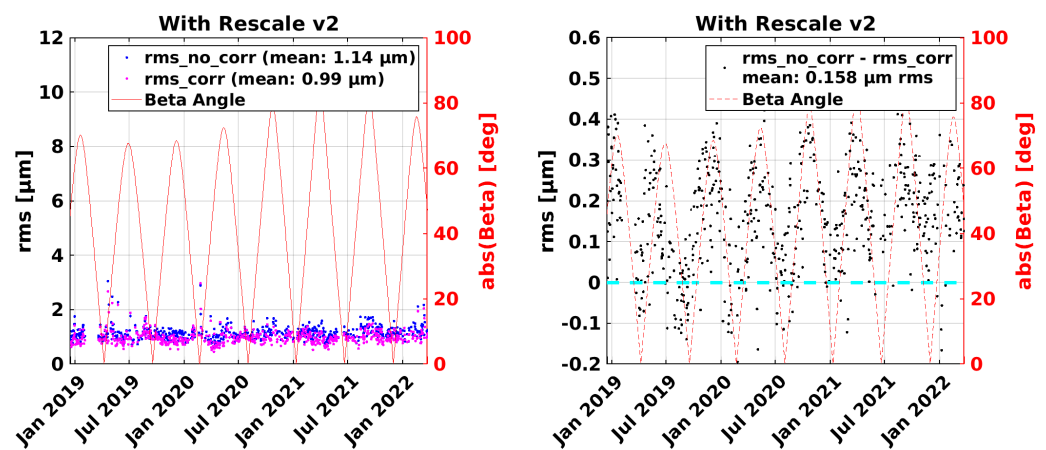 With Rescale v2
12
10
8
6
4
2
0
rms [μm]
rms_no_corr (mean: 1.14 μm)
rms_corr (mean: 0.99 μm)
Beta Angle
100
80
60
40
20
0
abs(Beta) [deg]
Jan 2019
Jul 2019
Jan 2020
Jul 2020
Jan 2021
Jul 2021
Jan 2022
With Rescale v2
0.6
0.5
0.4
0.3
0.2
0.1
0
-0.1
-0.2
rms [μm]
rms_no_corr - rms_corr
mean: 0.158 μm rms
Beta Angle
100
80
60
40
20
0
abs(Beta) [deg]
Jan 2019
Jul 2019
Jan 2020
Jul 2020
Jan 2021
Jul 2021
Jan 2022